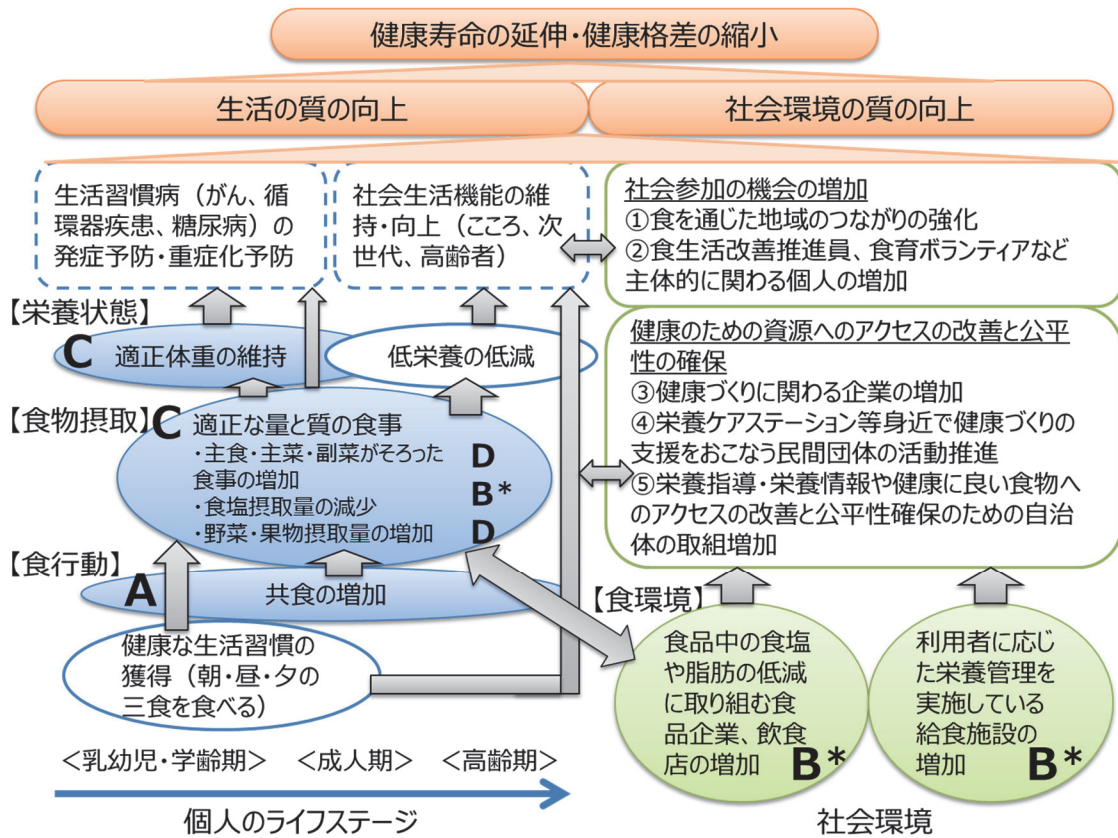 健康寿命の延伸・健康格差の縮小
生活の質の向上
社会環境の質の向上
生活習慣病（がん、循
環器疾患、糖尿病）の
発症予防・重症化予防
社会生活機能の維
持・向上（こころ、次
世代、高齢者）
社会参加の機会の増加
①食を通じた地域のつながりの強化
②食生活改善推進員、食育ボランティアなど
主体的に関わる個人の増加
【栄養状態】
C 適正体重の維持
低栄養の低減
健康のための資源へのアクセスの改善と公平
性の確保
③健康づくりに関わる企業の増加
④栄養ケアステーション等身近で健康づくりの
支援をおこなう民間団体の活動推進
⑤栄養指導・栄養情報や健康に良い食物へ
のアクセスの改善と公平性確保のための自治
体の取組増加
【食物摂取】
C 適正な量と質の食事
・主食・主菜・副菜がそろった D
食事の増加
・食塩摂取量の減少 B*
・野菜・果物摂取量の増加 D
【食行動】
A 共食の増加
健康な生活習慣の
獲得（朝・昼・夕の
三食を食べる）
【食環境】
食品中の食塩
や脂肪の低減
に取り組む食
品企業、飲食
店の増加 B*
利用者に応じ
た栄養管理を
実施している
給食施設の
増加 B*
<乳幼児・学齢期> <成人期> <高齢期>
個人のライフステージ
社会環境